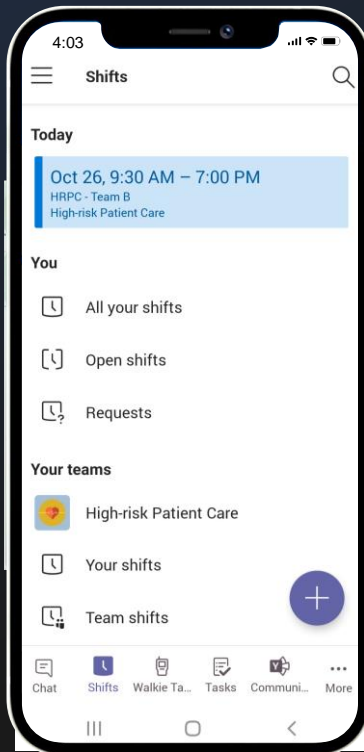 4:03
Shifts
Today
Oct 26, 9:30 AM – 7:00 PM
HRPC - Team B
High-risk Patient Care
You
All your shifts
Open shifts
Requests
Your teams
High-risk Patient Care
Your shifts
Team shifts
Chat Shifts Walkie Ta... Tasks Communi... More